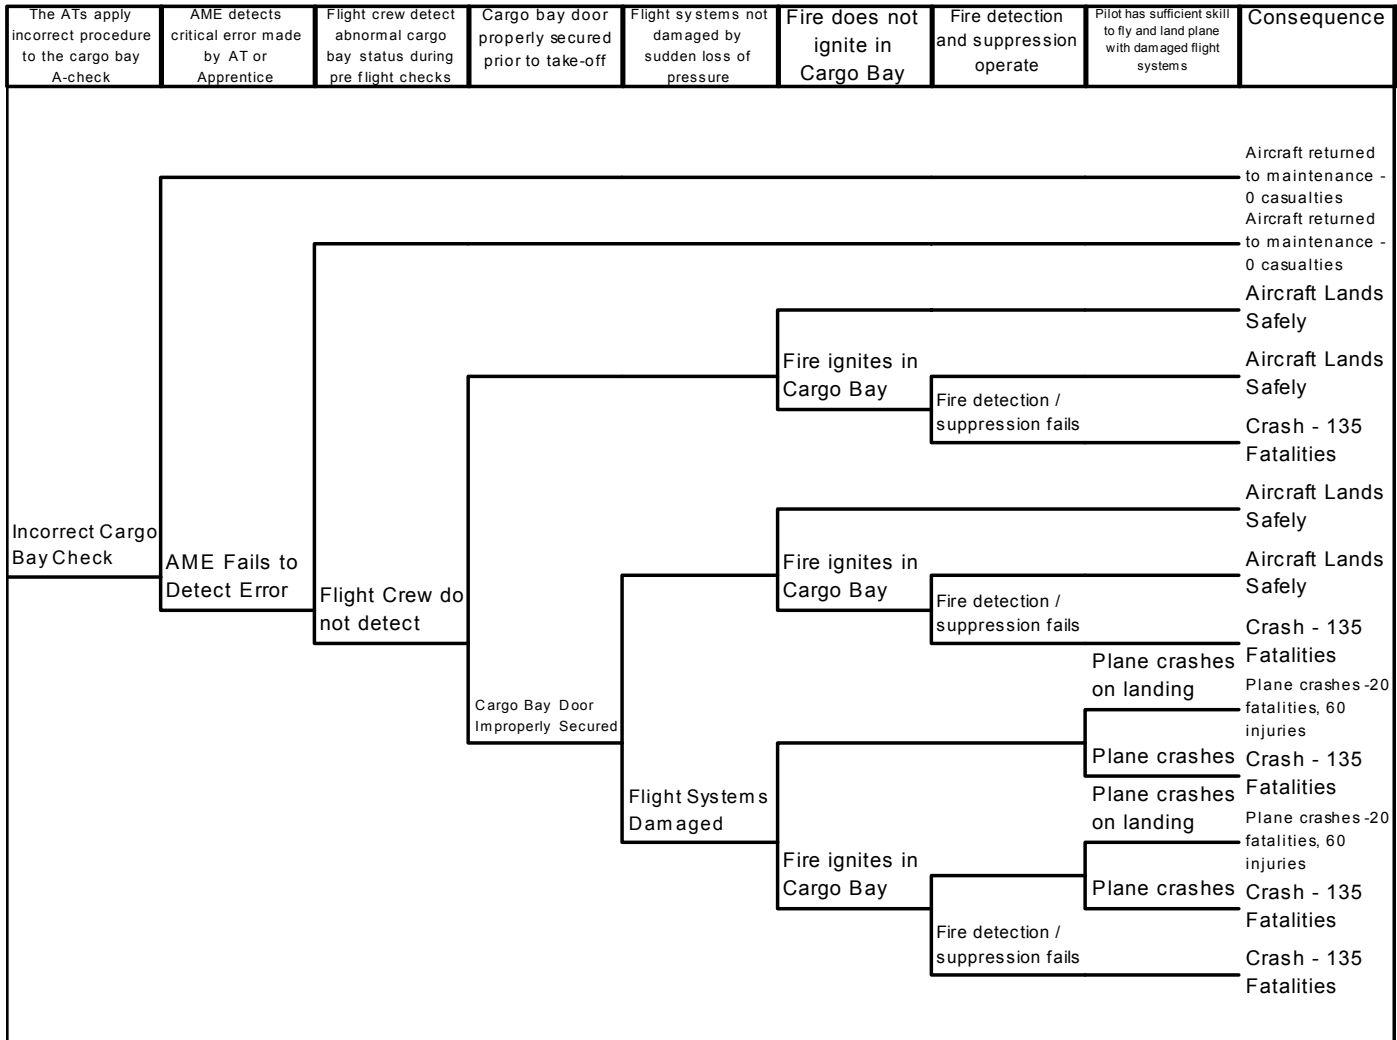 The ATs apply
incorrect procedure
to the cargo bay
A-check
AME detects
critical error made
by AT or
Apprentice
Flight crew detect
abnormal cargo
bay status during
pre flight checks
Cargo bay door
properly secured
prior to take-off
Flight systems not
damaged by
sudden loss of
pressure
Fire does not
ignite in
Cargo Bay
Fire detection
and suppression
operate
Pilot has sufficient skill
to fly and land plane
with damaged flight
systems
Consequence
Aircraft returned
to maintenance -
0 casualties
Aircraft returned
to maintenance -
0 casualties
Aircraft Lands
Safely
Fire ignites in
Cargo Bay
Aircraft Lands
Safely
Fire detection /
suppression fails
Crash - 135
Fatalities
Aircraft Lands
Safely
Incorrect Cargo
Bay Check
AME Fails to
Detect Error
Flight Crew do
not detect
Fire ignites in
Cargo Bay
Aircraft Lands
Safely
Fire detection /
suppression fails
Crash - 135
Fatalities
Cargo Bay Door
Improperly Secured
Plane crashes
on landing
Plane crashes -20
fatalities, 60
injuries
Plane crashes
Crash - 135
Fatalities
Flight Systems
Damaged
Plane crashes
on landing
Plane crashes -20
fatalities, 60
injuries
Fire ignites in
Cargo Bay
Plane crashes
Crash - 135
Fatalities
Fire detection /
suppression fails
Crash - 135
Fatalities